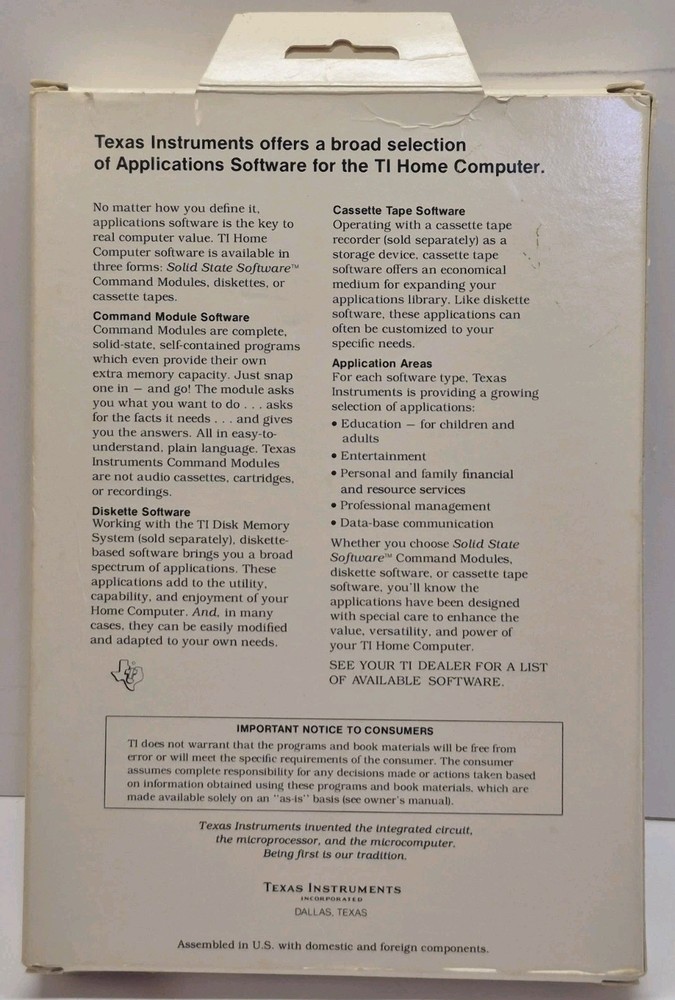 Texas Instruments offers a broad selection
of Applications Software for the TI Home Computer.
No matter how you define it,
applications software is the key to
real computer value. TI Home
Computer software is available in
three forms: Solid State Software™
Command Modules, diskettes, or
cassette tapes.
Command Module Software
Command Modules are complete,
solid-state, self-contained programs
which even provide their own
extra memory capacity. Just snap
one in — and go! The module asks
you what you want to do . . . asks
for the facts it needs . . . and gives
you the answers. All in easy-to-
understand, plain language. Texas
Instruments Command Modules
are not audio cassettes, cartridges,
or recordings.
Diskette Software
Working with the TI Disk Memory
System (sold separately), diskette-
based software brings you a broad
spectrum of applications. These
applications add to the utility,
capability, and enjoyment of your
Home Computer. And, in many
cases, they can be easily modified
and adapted to your own needs.
Cassette Tape Software
Operating with a cassette tape
recorder (sold separately) as a
storage device, cassette tape
software offers an economical
medium for expanding your
applications library. Like diskette
software, these applications can
often be customized to your
specific needs.
Application Areas
For each software type, Texas
Instruments is providing a growing
selection of applications:
• Education — for children and
adults
• Entertainment
• Personal and family financial
and resource services
• Professional management
• Data-base communication
Whether you choose Solid State
Software™ Command Modules,
diskette software, or cassette tape
software, you'll know the
applications have been designed
with special care to enhance the
value, versatility, and power of
your TI Home Computer.
SEE YOUR TI DEALER FOR A LIST
OF AVAILABLE SOFTWARE.
IMPORTANT NOTICE TO CONSUMERS
TI does not warrant that the programs and book materials will be free from
error or will meet the specific requirements of the consumer. The consumer
assumes complete responsibility for any decisions made or actions taken based
on information obtained using these programs and book materials, which are
made available solely on an "as-is" basis (see owner's manual).
Texas Instruments invented the integrated circuit,
the microprocessor, and the microcomputer.
Being first is our tradition.
TEXAS INSTRUMENTS
INCORPORATED
DALLAS, TEXAS
Assembled in U.S. with domestic and foreign components.